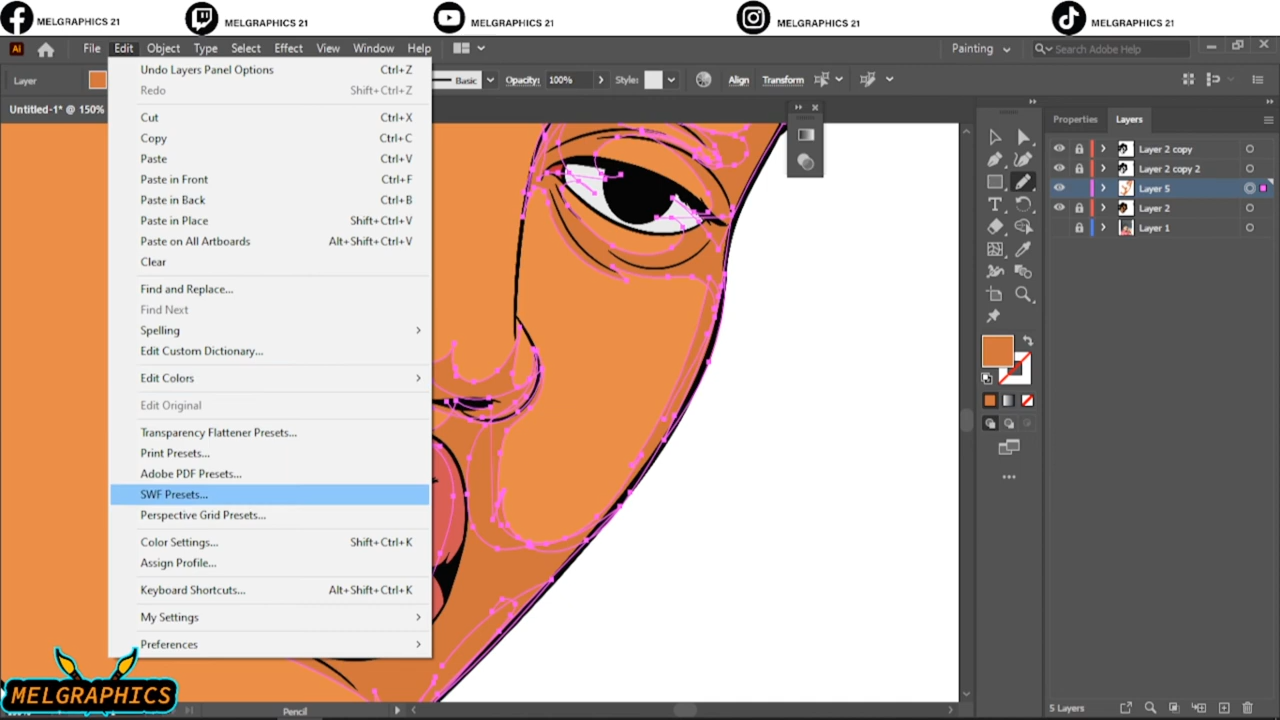 MELGRAPHICS 21 MELGRAPHICS 21 MELGRAPHICS 21 MELGRAPHICS 21 MELGRAPHICS 21
Ai File Edit Object Type Select Effect View Window Help Painting Search Adobe Help
Layer Basic Opacity: 100% Style: Align Transform
Untitled-1* @ 150%
Undo Layers Panel Options Ctrl+Z
Redo Shift+Ctrl+Z
Cut Ctrl+X
Copy Ctrl+C
Paste Ctrl+V
Paste in Front Ctrl+F
Paste in Back Ctrl+B
Paste in Place Shift+Ctrl+V
Paste on All Artboards Alt+Shift+Ctrl+V
Clear
Find and Replace...
Find Next
Spelling
Edit Custom Dictionary...
Edit Colors
Edit Original
Transparency Flattener Presets...
Print Presets...
Adobe PDF Presets...
SWF Presets...
Perspective Grid Presets...
Color Settings... Shift+Ctrl+K
Assign Profile...
Keyboard Shortcuts... Alt+Shift+Ctrl+K
My Settings
Preferences
Properties Layers
Layer 2 copy
Layer 2 copy 2
Layer 5
Layer 2
Layer 1
MELGRAPHICS
Pencil
5 Layers